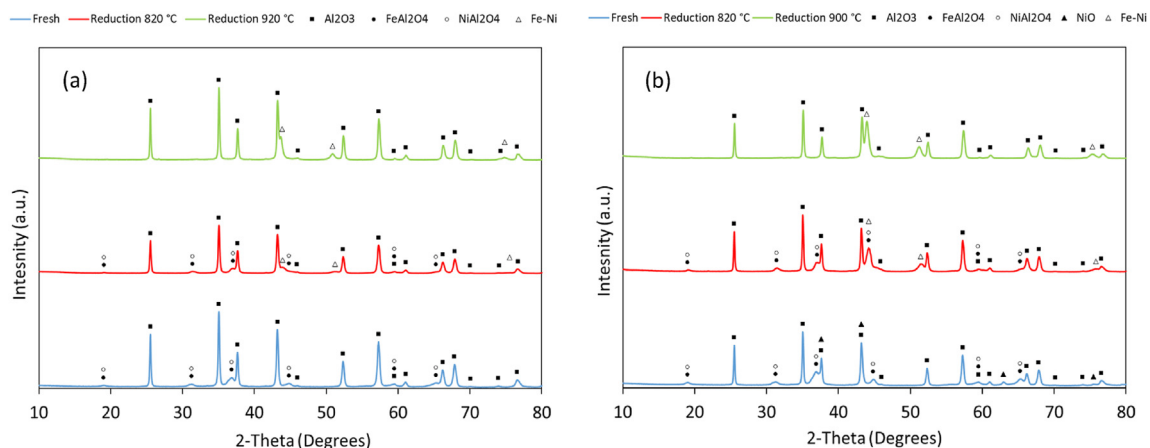 Fresh Reduction 820 °C Reduction 920 °C Al2O3 FeAl2O4 NiAl2O4 Fe-Ni
(a)
Intesnity (a.u.)
10 20 30 40 50 60 70 80
2-Theta (Degrees)
Fresh Reduction 820 °C Reduction 900 °C Al2O3 FeAl2O4 NiAl2O4 NiO Fe-Ni
(b)
Intesnity (a.u.)
10 20 30 40 50 60 70 80
2-Theta (Degrees)